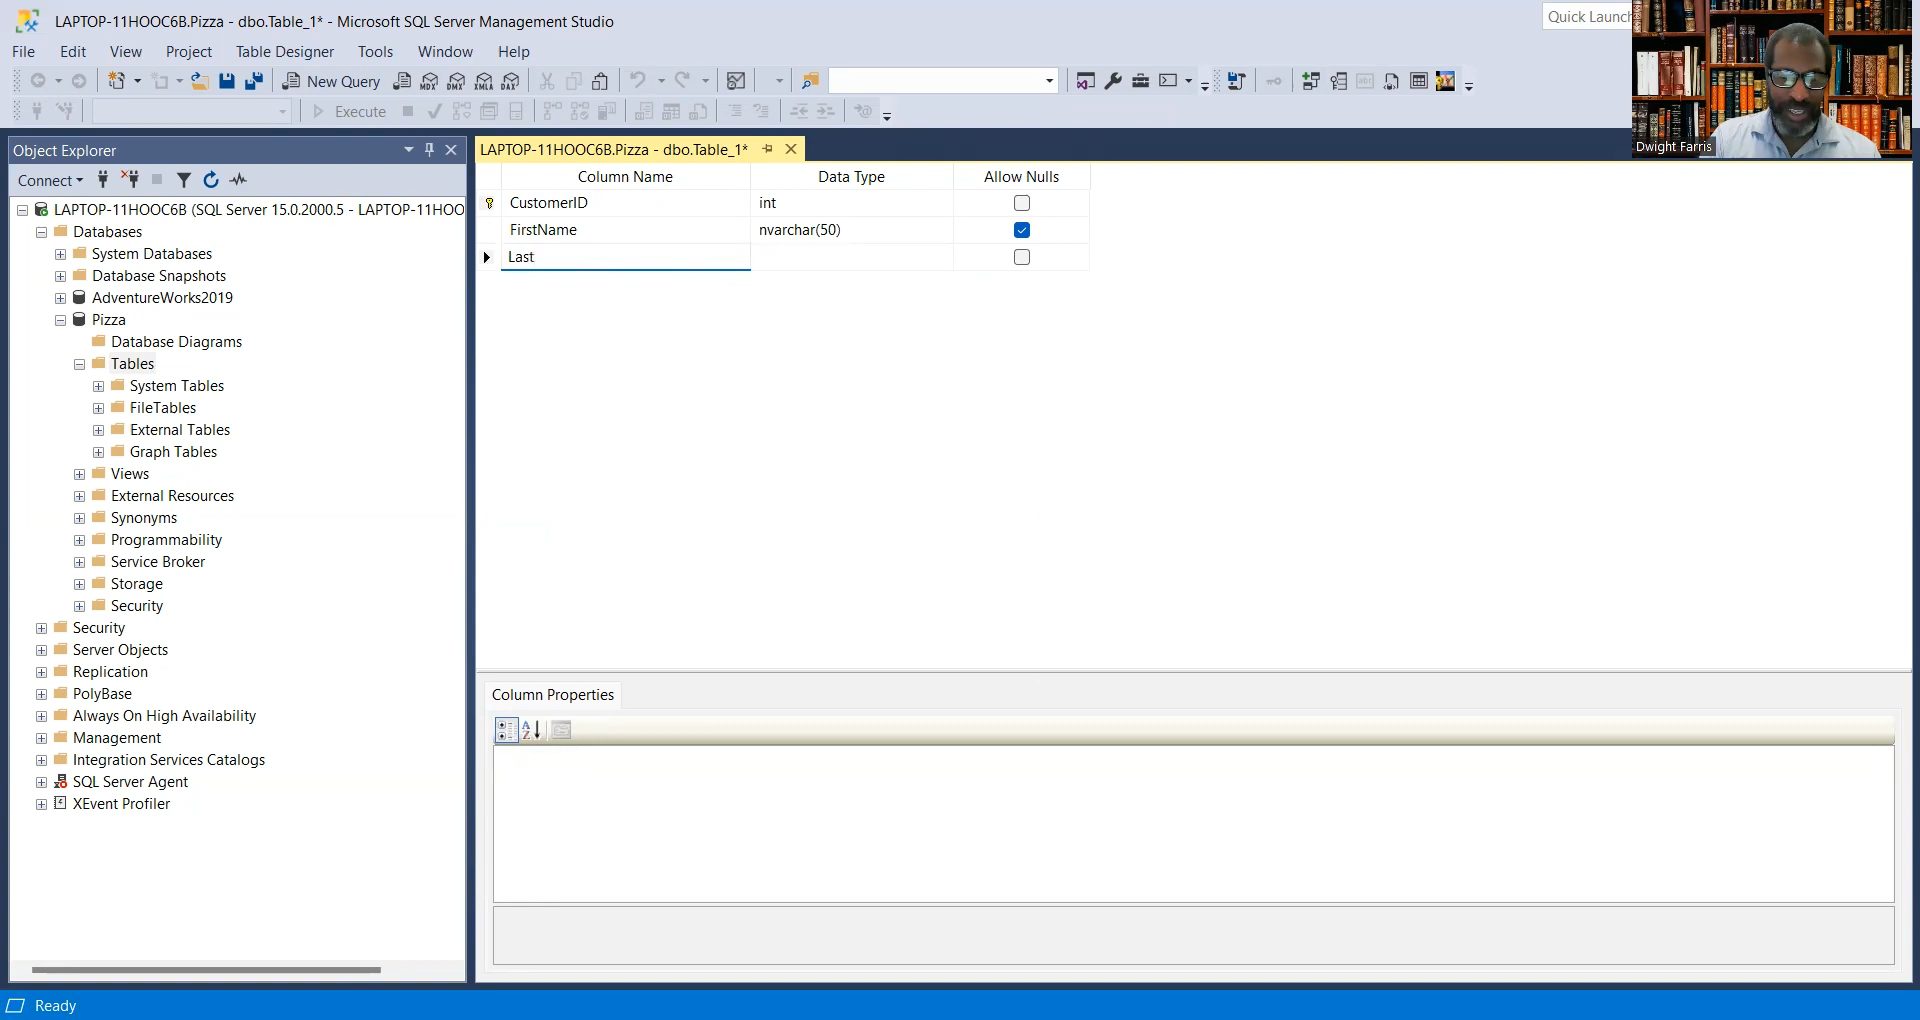 LAPTOP-11HOOC6B.Pizza - dbo.Table_1* - Microsoft SQL Server Management Studio
Quick Launch
File Edit View Project Table Designer Tools Window Help
New Query MDX DMX XMLA DAX
Execute
Dwight Farris
Object Explorer
Connect
LAPTOP-11HOOC6B (SQL Server 15.0.2000.5 - LAPTOP-11HOO
Databases
System Databases
Database Snapshots
AdventureWorks2019
Pizza
Database Diagrams
Tables
System Tables
FileTables
External Tables
Graph Tables
Views
External Resources
Synonyms
Programmability
Service Broker
Storage
Security
Security
Server Objects
Replication
PolyBase
Always On High Availability
Management
Integration Services Catalogs
SQL Server Agent
XEvent Profiler
LAPTOP-11HOOC6B.Pizza - dbo.Table_1*
Column Name Data Type Allow Nulls
CustomerID int
FirstName nvarchar(50)
Last
Column Properties
Ready